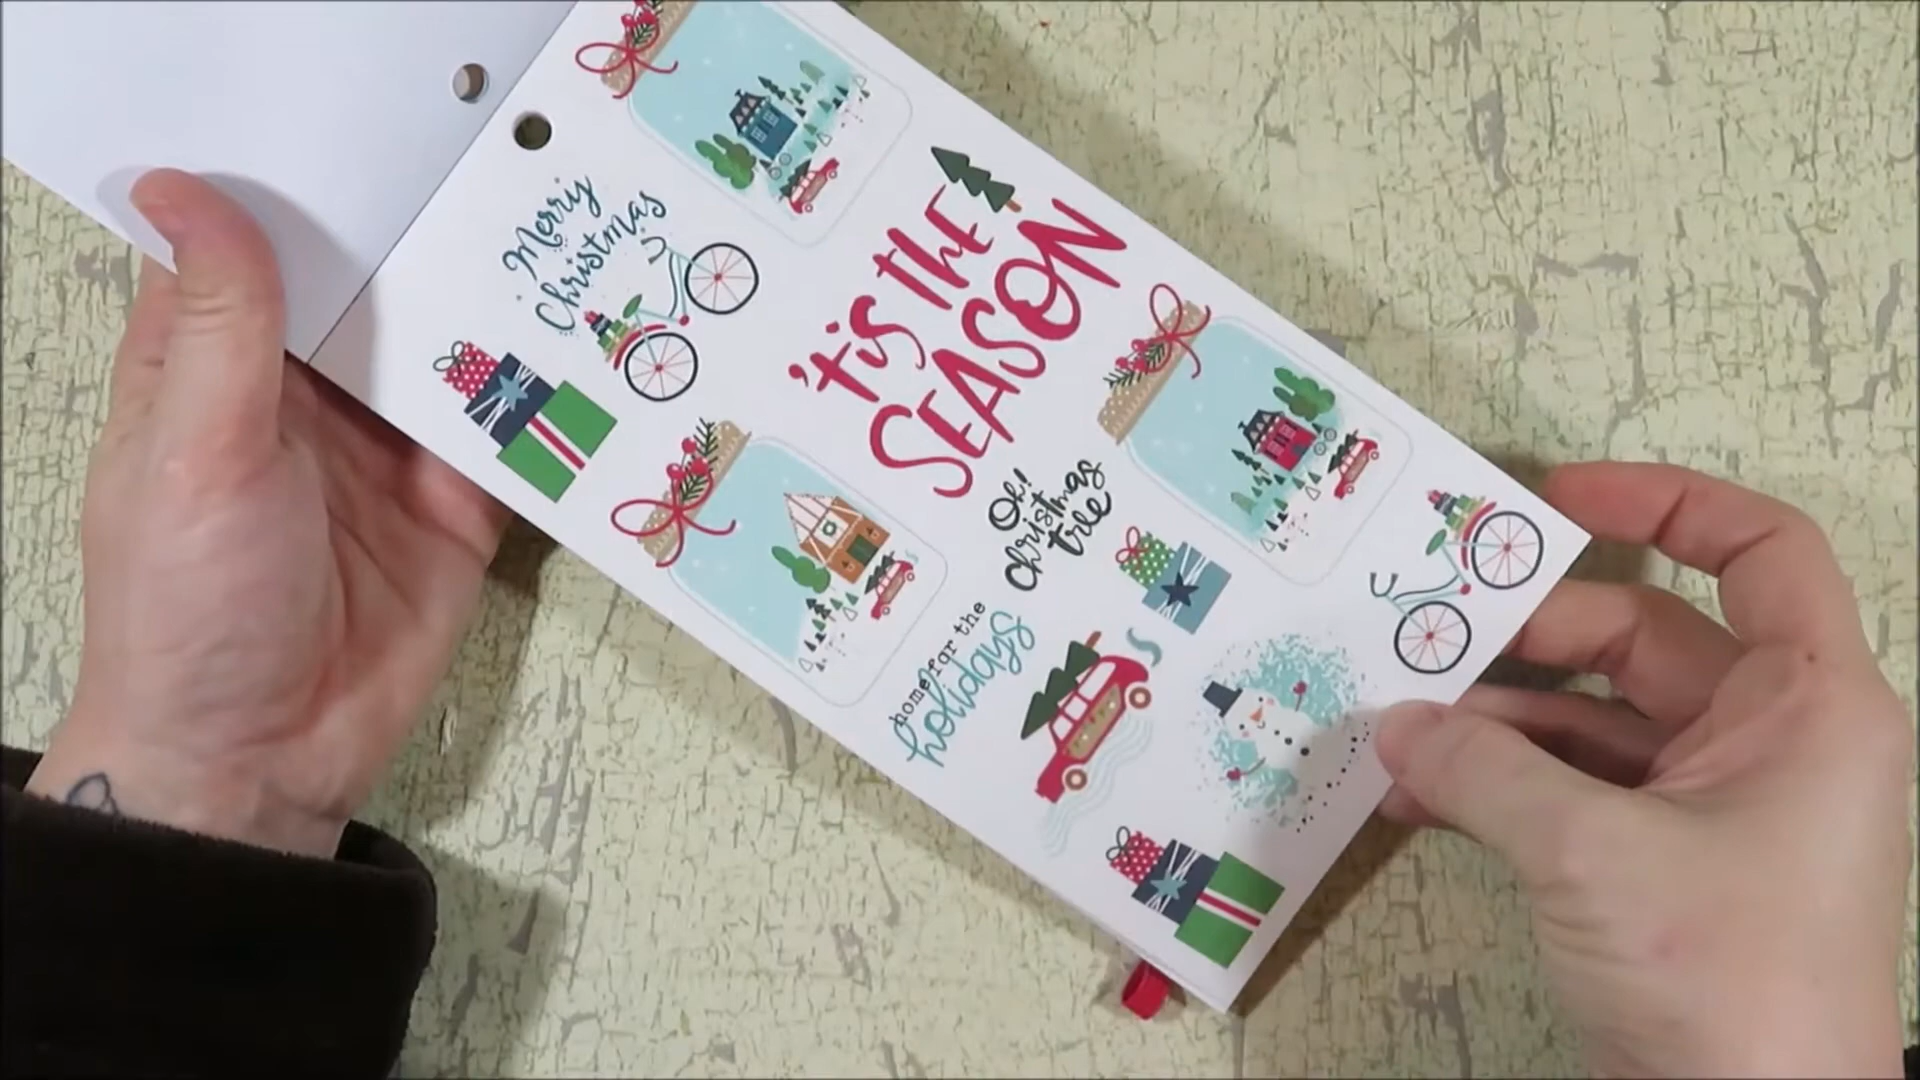 Merry
Christmas
'tis the
SEASON
Oh!
Christmas
tree
home for the
holidays